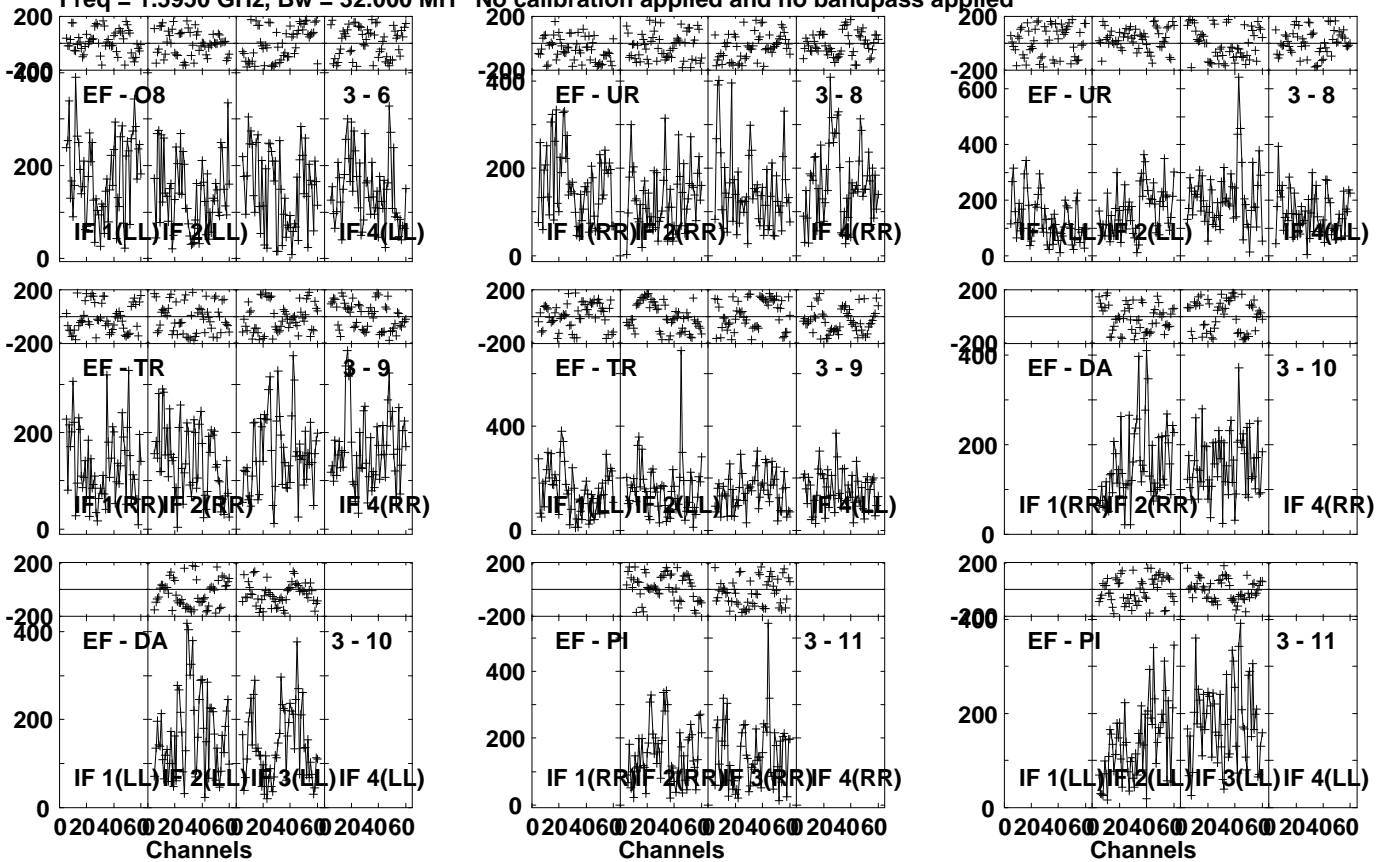 Freq = 1.5950 GHz, Bw = 32.000 MH No calibration applied and no bandpass applied
200 200 200
-200 -200 -200
400 400 600
EF - O8 3 - 6 EF - UR 3 - 8 EF - UR 3 - 8
400
200 200 200
IF 1(LL) IF 2(LL) IF 4(LL) IF 1(RR) IF 2(RR) IF 4(RR) IF 1(LL) IF 2(LL) IF 4(LL)
0 0 0
200 200 200
-200 -200 -200
400
EF - TR 3 - 9 EF - TR 3 - 9 EF - DA 3 - 10
200 400 200
IF 1(RR) IF 2(RR) IF 4(RR) IF 1(LL) IF 2(LL) IF 4(LL) IF 1(RR) IF 2(RR) IF 4(RR)
0 0 0
200 200 200
-200 -200 -200
400 400
EF - DA 3 - 10 EF - PI 3 - 11 EF - PI 3 - 11
400
200 200 200
IF 1(LL) IF 2(LL) IF 3(LL) IF 4(LL) IF 1(RR) IF 2(RR) IF 3(RR) IF 4(RR) IF 1(LL) IF 2(LL) IF 3(LL) IF 4(LL)
0 0 0
0 20 40 60 0 20 40 60 0 20 40 60 0 20 40 60 0 20 40 60 0 20 40 60 0 20 40 60 0 20 40 60 0 20 40 60 0 20 40 60 0 20 40 60 0 20 40 60
Channels Channels Channels